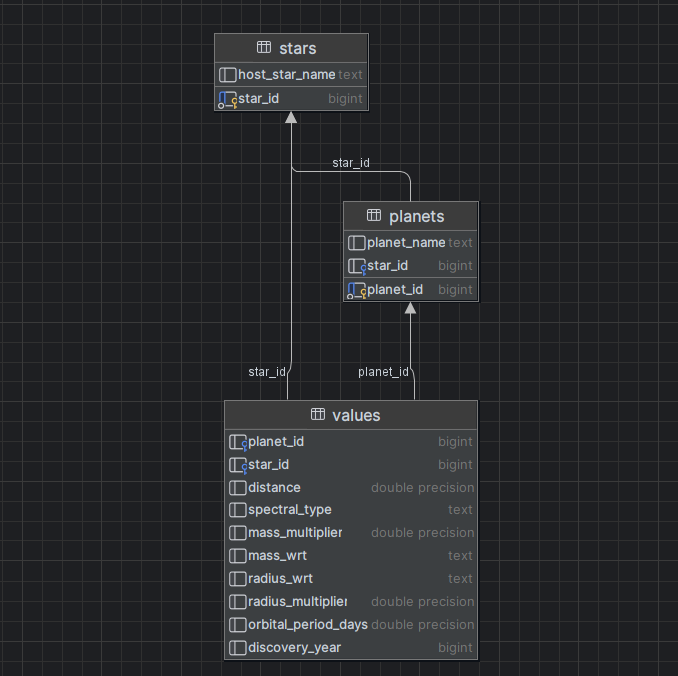 stars
host_star_name text
star_id bigint
star_id
planets
planet_name text
star_id bigint
planet_id bigint
star_id planet_id
values
planet_id bigint
star_id bigint
distance double precision
spectral_type text
mass_multiplier double precision
mass_wrt text
radius_wrt text
radius_multiplier double precision
orbital_period_days double precision
discovery_year bigint